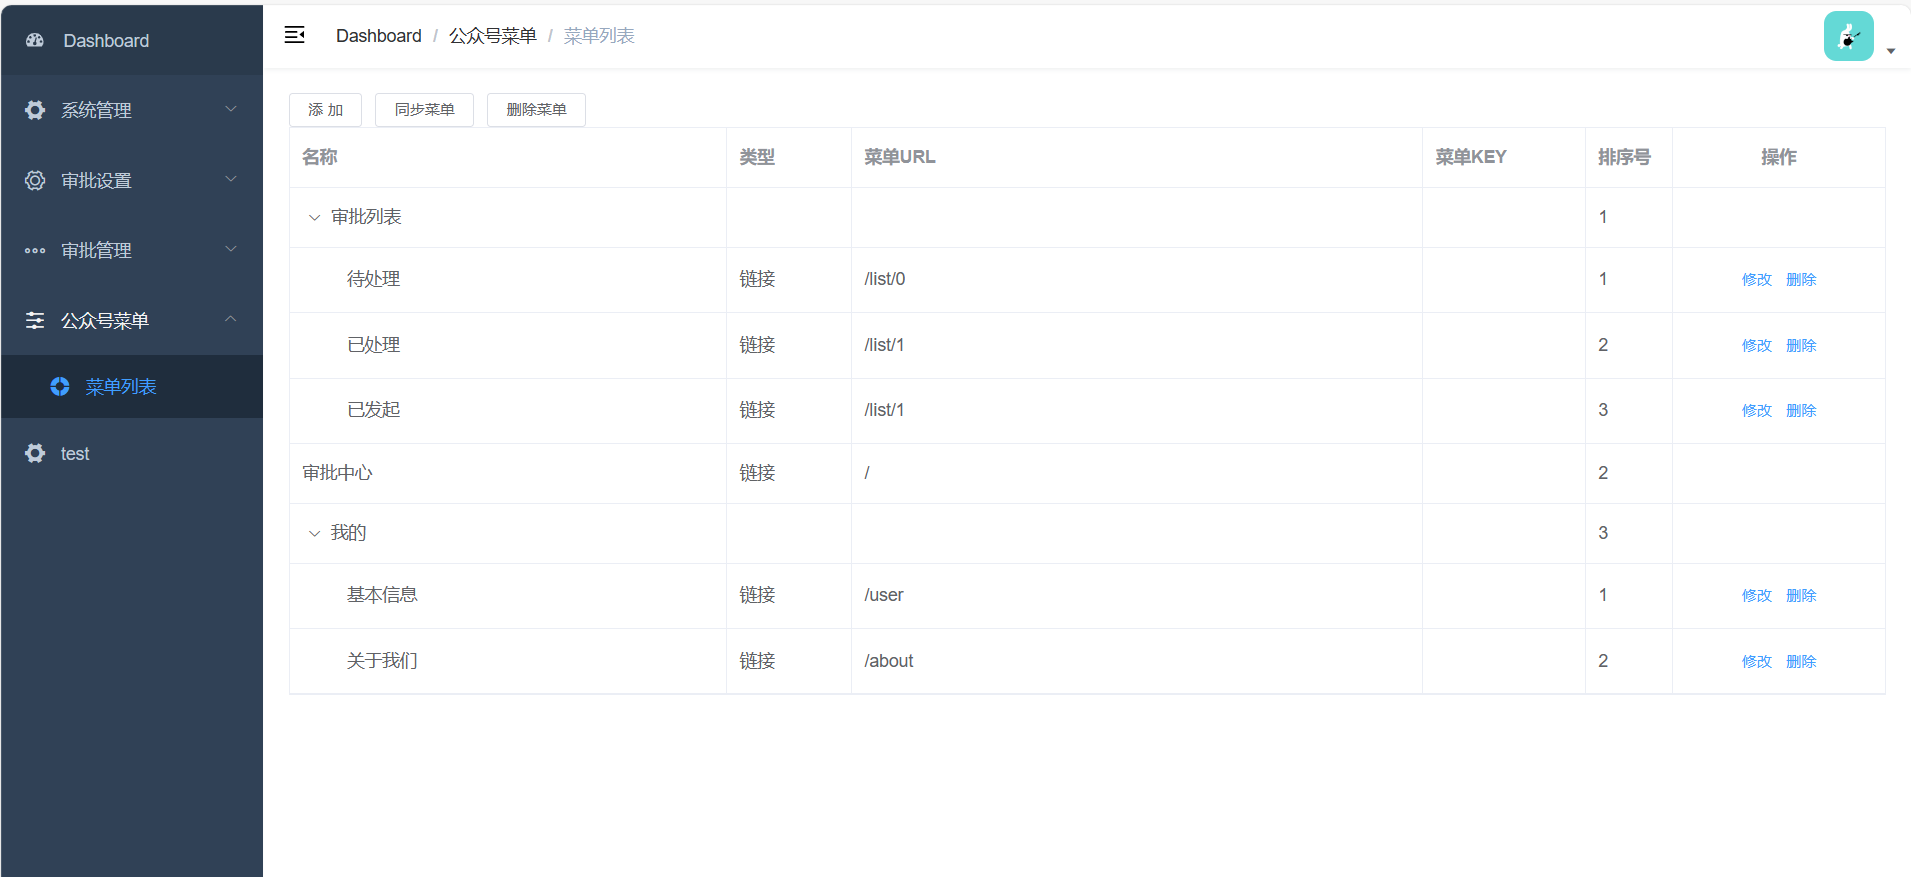 Dashboard
系统管理
审批设置
审批管理
公众号菜单
菜单列表
test
Dashboard / 公众号菜单 / 菜单列表
添 加 同步菜单 删除菜单
名称 类型 菜单URL 菜单KEY 排序号 操作
审批列表 1
待处理 链接 /list/0 1 修改 删除
已处理 链接 /list/1 2 修改 删除
已发起 链接 /list/1 3 修改 删除
审批中心 链接 / 2
我的 3
基本信息 链接 /user 1 修改 删除
关于我们 链接 /about 2 修改 删除